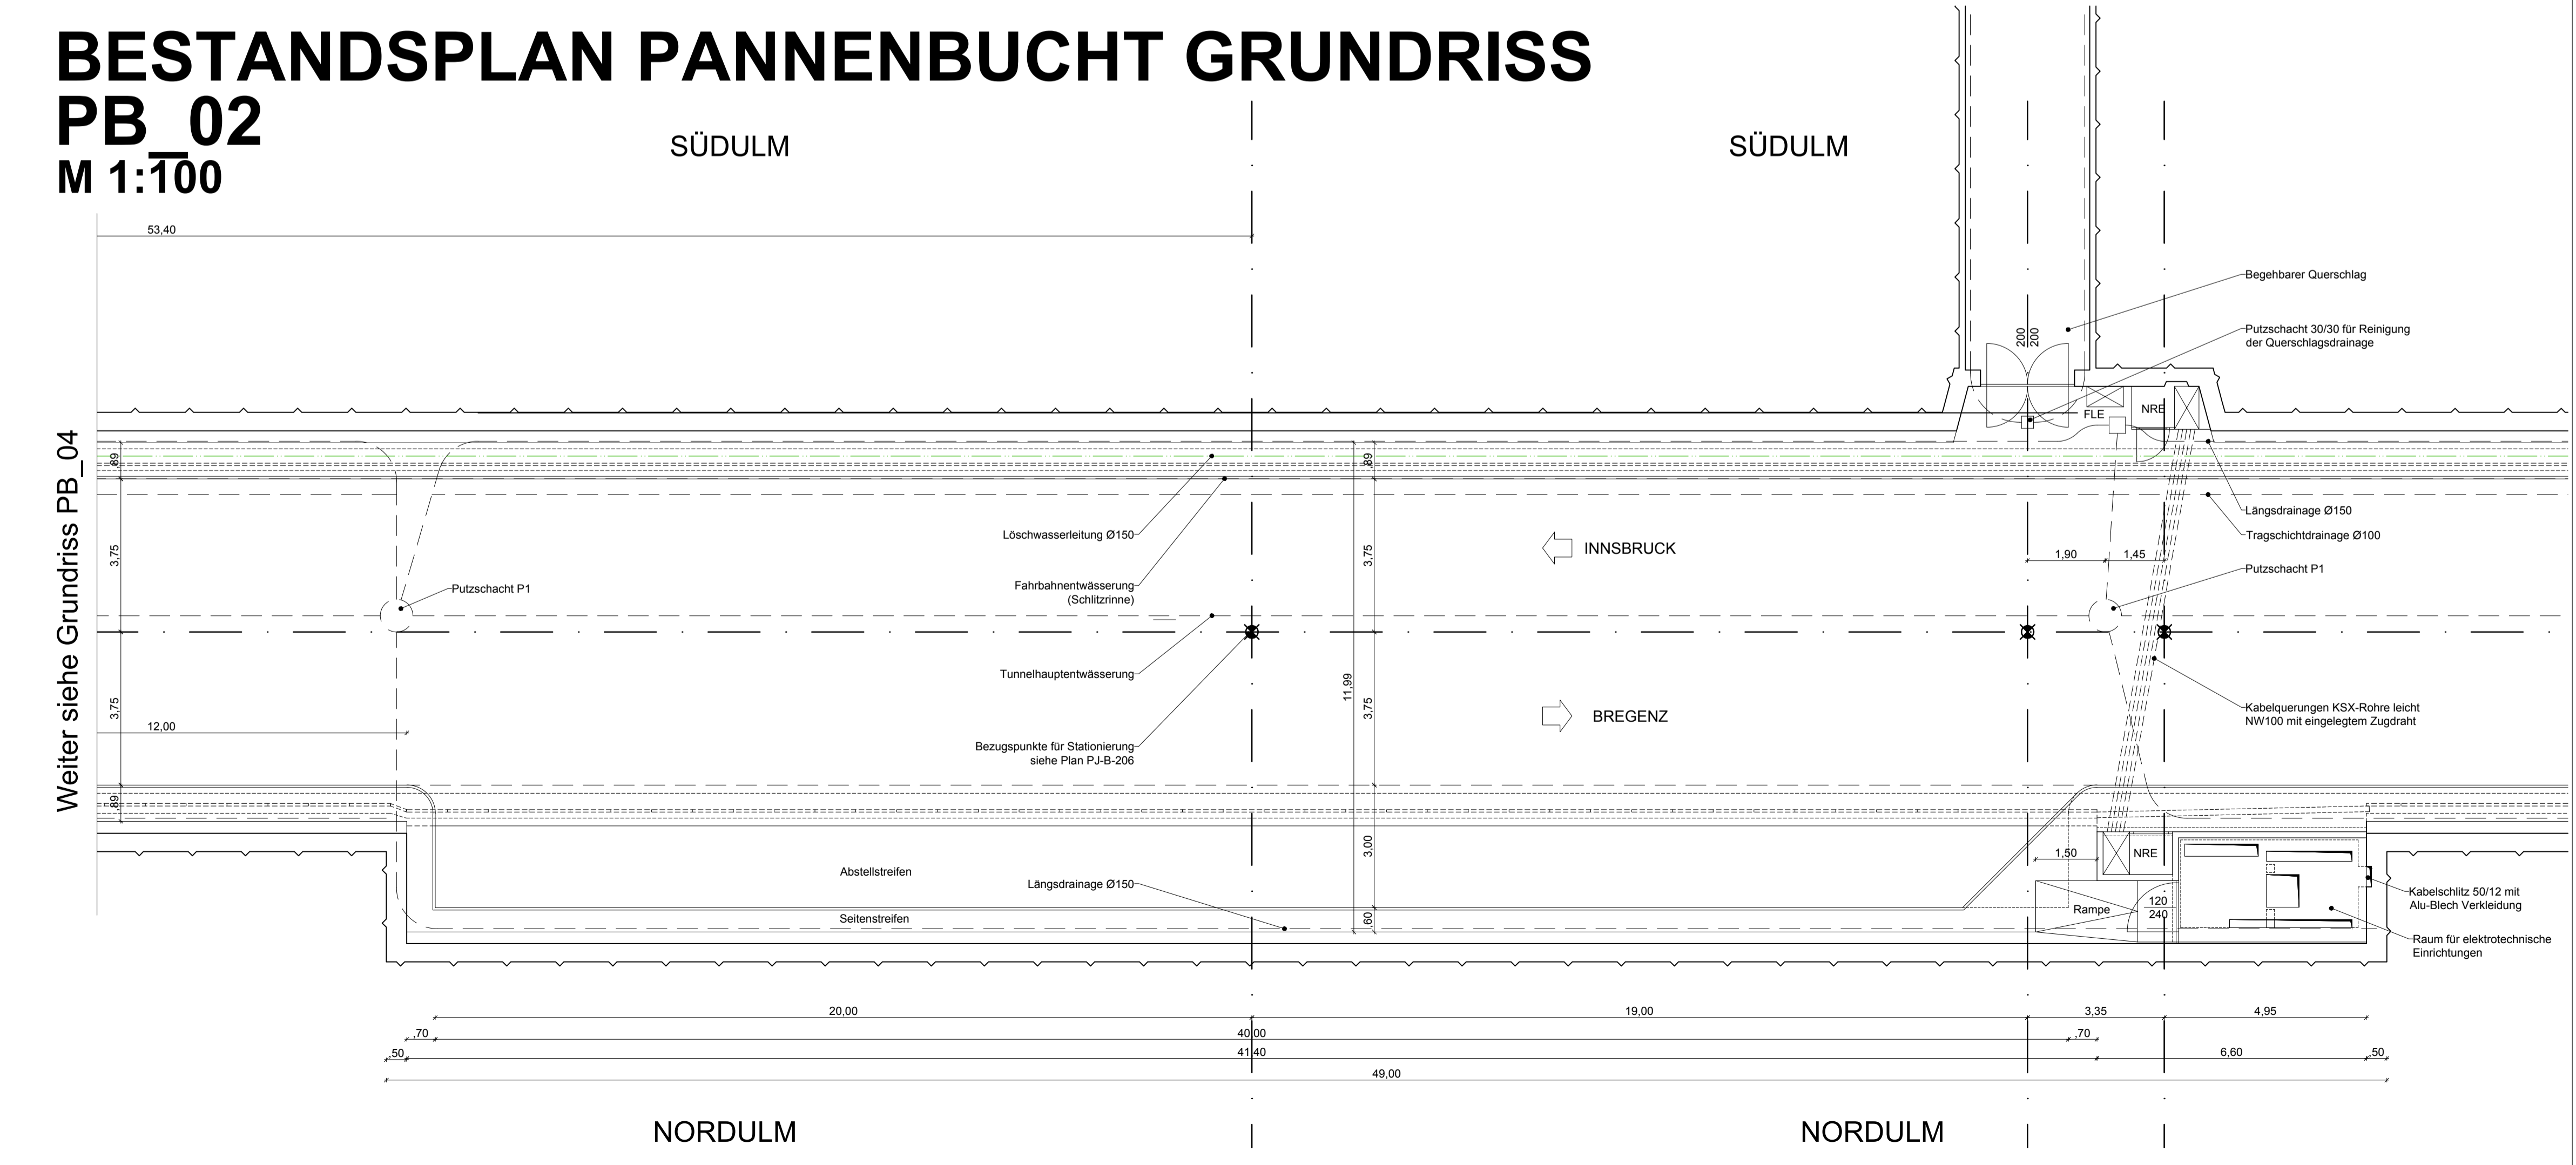 BESTANDSPLAN PANNENBUCHT GRUNDRISS
PB_02
M 1:100
SÜDULM
SÜDULM
53,40
Begehbarer Querschlag
200
200
Putzschacht 30/30 für Reinigung
der Querschlagsdrainage
FLE
NRE
Weiter siehe Grundriss PB_04
,89
3,75
3,75
,89
12,00
Putzschacht P1
Löschwasserleitung Ø150
Fahrbahnentwässerung
(Schlitzrinne)
Tunnelhauptentwässerung
Bezugspunkte für Stationierung
siehe Plan PJ-B-206
,89
3,75
11,99
3,75
3,00
,60
INNSBRUCK
BREGENZ
Längsdrainage Ø150
Tragschichtdrainage Ø100
1,90
1,45
Putzschacht P1
Kabelquerungen KSX-Rohre leicht
NW100 mit eingelegtem Zugdraht
Abstellstreifen
Längsdrainage Ø150
Seitenstreifen
1,50
NRE
Rampe
120
240
Kabelschlitz 50/12 mit
Alu-Blech Verkleidung
Raum für elektrotechnische
Einrichtungen
20,00
19,00
3,35
4,95
,70
40,00
,70
,50
41,40
6,60
,50
49,00
NORDULM
NORDULM